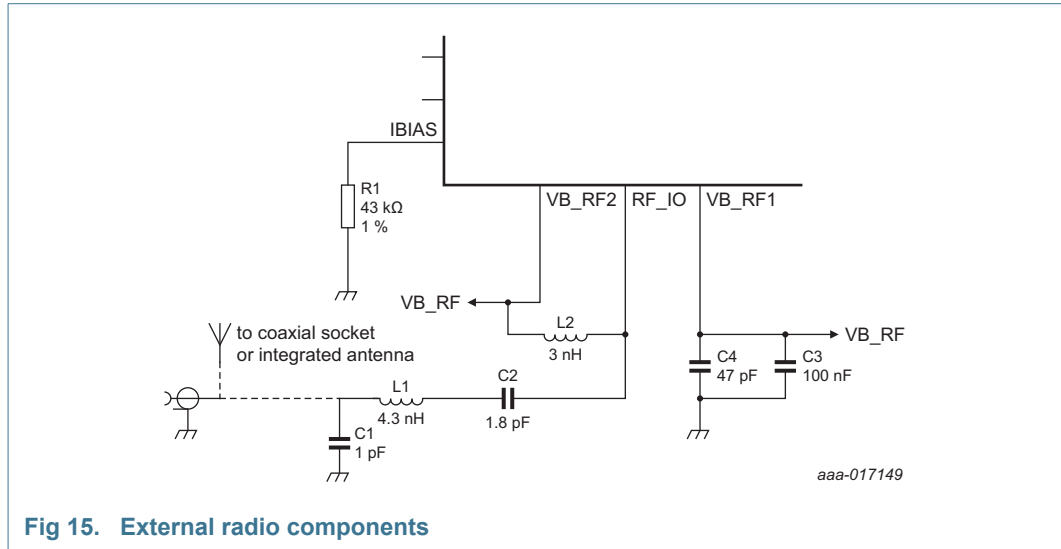 IBIAS
R1
43 kΩ
1 %
VB_RF2 RF_IO VB_RF1
VB_RF
L2
3 nH
VB_RF
C4
47 pF
C3
100 nF
to coaxial socket
or integrated antenna
L1
4.3 nH
C2
1.8 pF
C1
1 pF
aaa-017149
Fig 15. External radio components